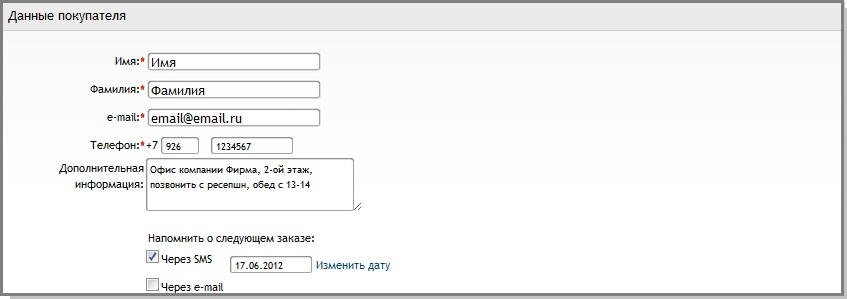 Данные покупателя
Имя:* Имя
Фамилия:* Фамилия
e-mail:* email@email.ru
Телефон:* +7 926 1234567
Дополнительная информация:
Офис компании Фирма, 2-ой этаж,
позвонить с ресепшн, обед с 13-14
Напомнить о следующем заказе:
Через SMS 17.06.2012 Изменить дату
Через e-mail